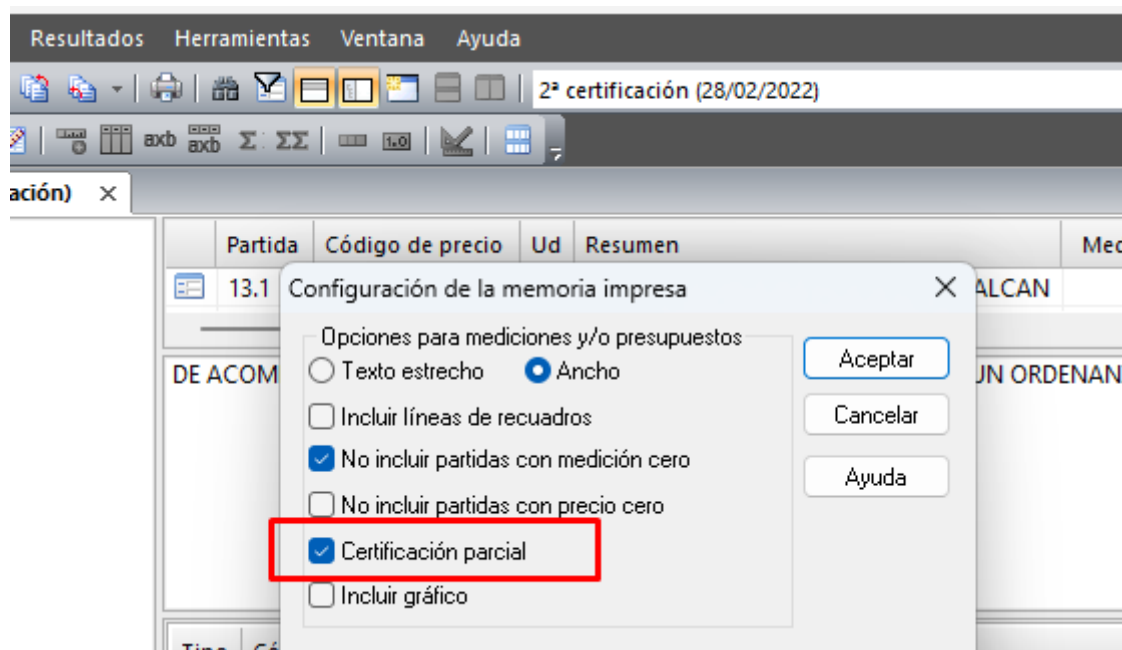 Resultados Herramientas Ventana Ayuda
2ª certificación (28/02/2022)
axb axb Σ ΣΣ 1.0
ación) ×
Partida Código de precio Ud Resumen Med
13.1 Configuración de la memoria impresa ALCAN
Opciones para mediciones y/o presupuestos
Texto estrecho Ancho Aceptar
DE ACOM UN ORDENAN
Incluir líneas de recuadros Cancelar
No incluir partidas con medición cero
Ayuda
No incluir partidas con precio cero
Certificación parcial
Incluir gráfico